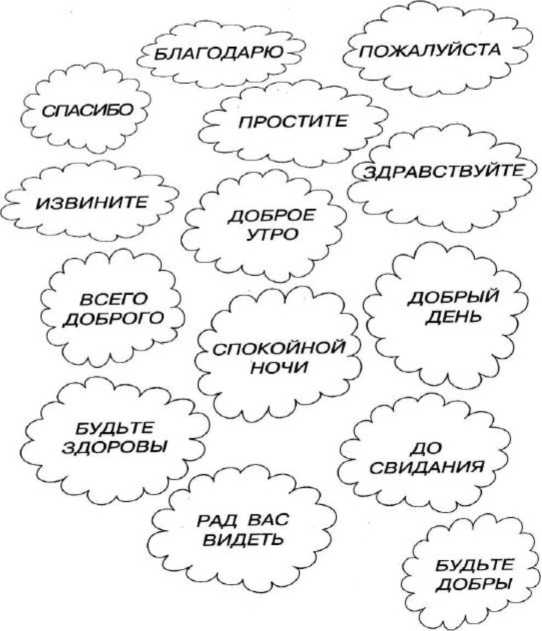 БЛАГОДАРЮ
ПОЖАЛУЙСТА
СПАСИБО
ПРОСТИТЕ
ЗДРАВСТВУЙТЕ
ИЗВИНИТЕ
ДОБРОЕ
УТРО
ВСЕГО
ДОБРОГО
ДОБРЫЙ
ДЕНЬ
СПОКОЙНОЙ
НОЧИ
БУДЬТЕ
ЗДОРОВЫ
ДО
СВИДАНИЯ
РАД ВАС
ВИДЕТЬ
БУДЬТЕ
ДОБРЫ